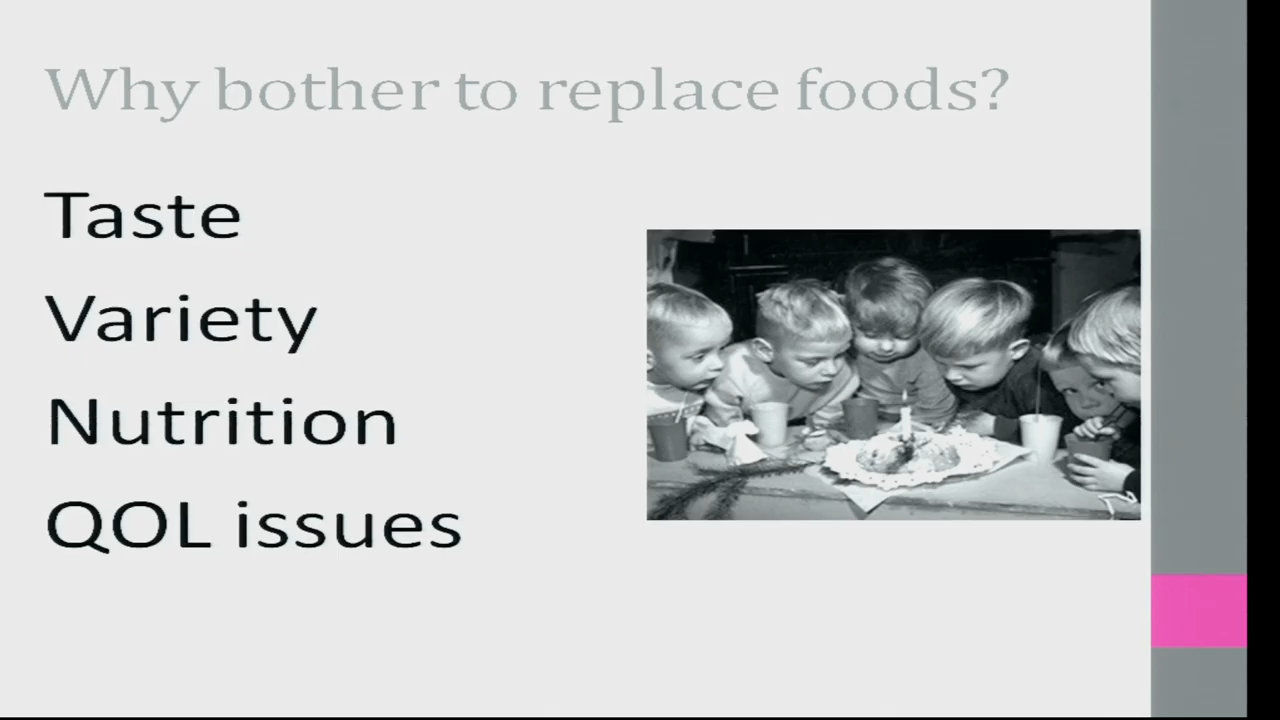 Why bother to replace foods?
Taste
Variety
Nutrition
QOL issues